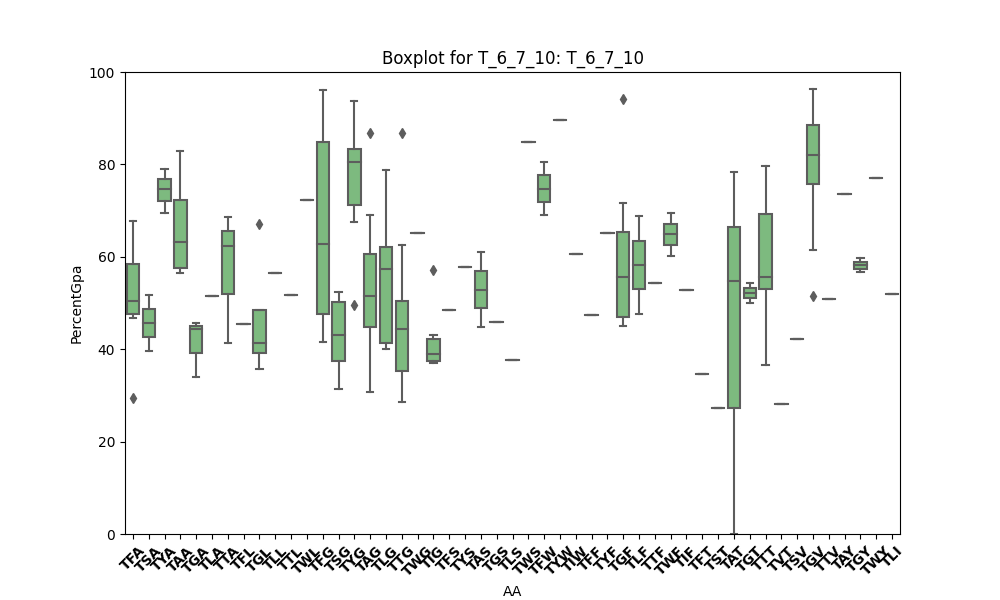 Boxplot for T_6_7_10: T_6_7_10
PercentGpa
100
80
60
40
20
0
TFA
TSA
TYA
TAA
TGA
TLA
TTA
TFL
TGL
TLL
TTL
TWL
TFG
TSG
TYG
TAG
TLG
TTG
TWG
TIG
TFS
TYS
TAS
TGS
TLS
TWS
TFW
TYW
TIW
TFF
TYF
TGF
TLF
TTF
TWF
TIF
TFT
TST
TAT
TGT
TTT
TVT
TSV
TGV
TTV
TAY
TGY
TWY
TLI
AA